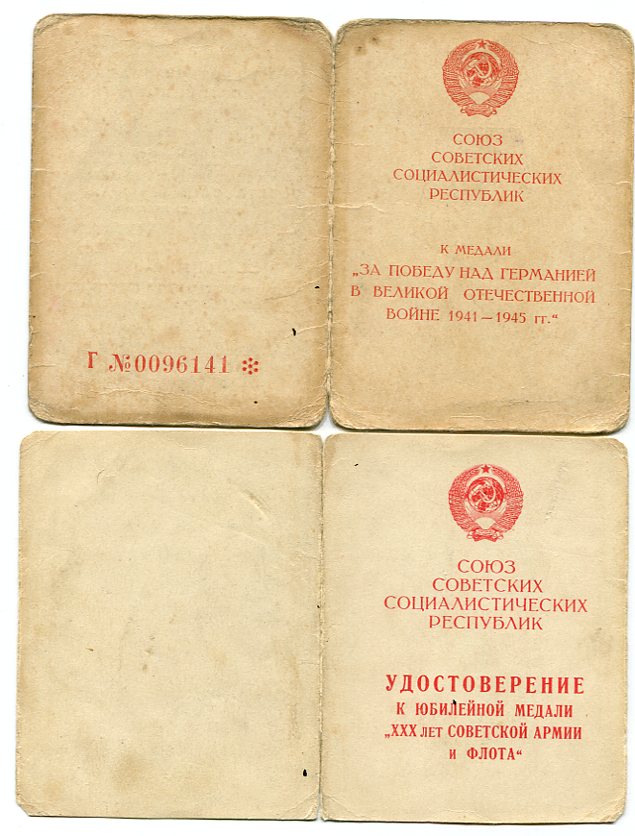 СОЮЗ
СОВЕТСКИХ
СОЦИАЛИСТИЧЕСКИХ
РЕСПУБЛИК
К МЕДАЛИ
„ЗА ПОБЕДУ НАД ГЕРМАНИЕЙ
В ВЕЛИКОЙ ОТЕЧЕСТВЕННОЙ
ВОЙНЕ 1941 — 1945 гг.“
Г №0096141
СОЮЗ
СОВЕТСКИХ
СОЦИАЛИСТИЧЕСКИХ
РЕСПУБЛИК
УДОСТОВЕРЕНИЕ
К ЮБИЛЕЙНОЙ МЕДАЛИ
„XXX ЛЕТ СОВЕТСКОЙ АРМИИ
и ФЛОТА“